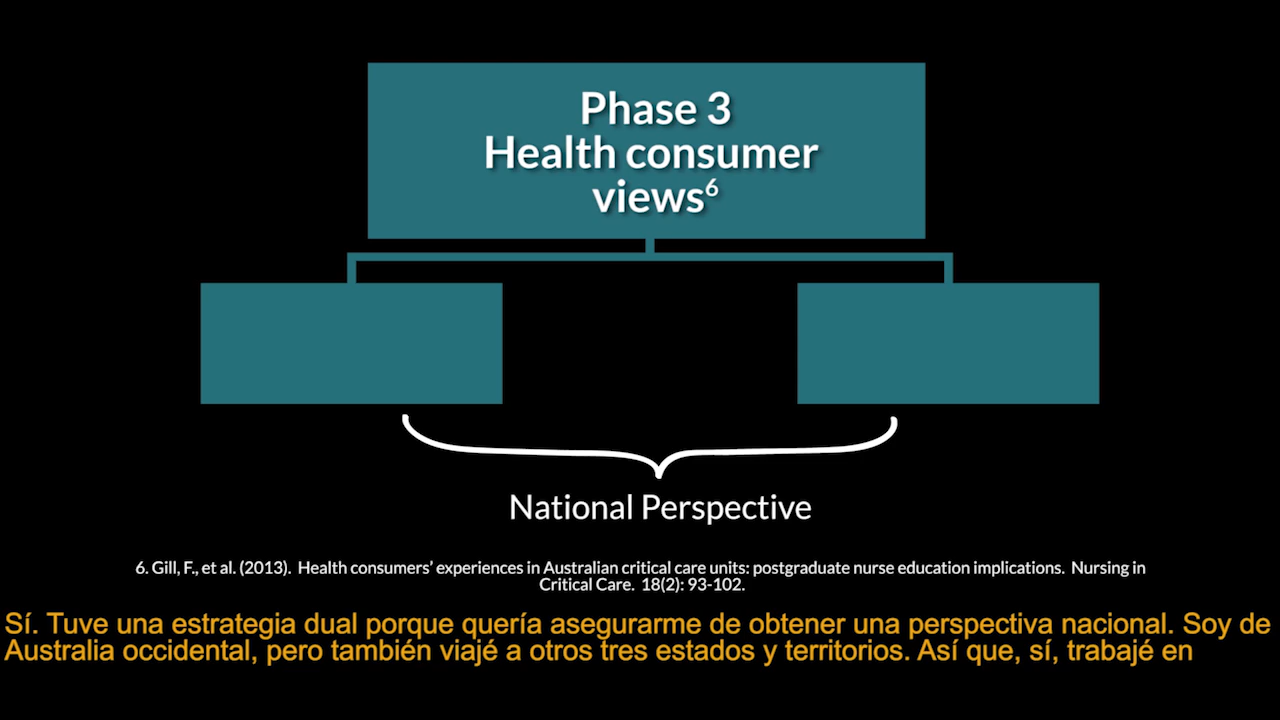 Phase 3
Health consumer
views⁶
National Perspective
6. Gill, F., et al. (2013). Health consumers’ experiences in Australian critical care units: postgraduate nurse education implications. Nursing in
Critical Care. 18(2): 93-102.
Sí. Tuve una estrategia dual porque quería asegurarme de obtener una perspectiva nacional. Soy de
Australia occidental, pero también viajé a otros tres estados y territorios. Así que, sí, trabajé en